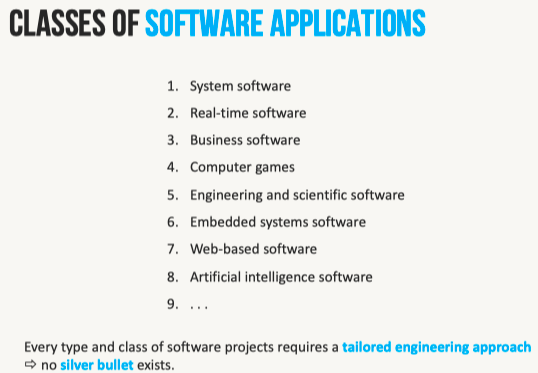 CLASSES OF SOFTWARE APPLICATIONS
1. System software
2. Real-time software
3. Business software
4. Computer games
5. Engineering and scientific software
6. Embedded systems software
7. Web-based software
8. Artificial intelligence software
9. . . .
Every type and class of software projects requires a tailored engineering approach
⇨ no silver bullet exists.